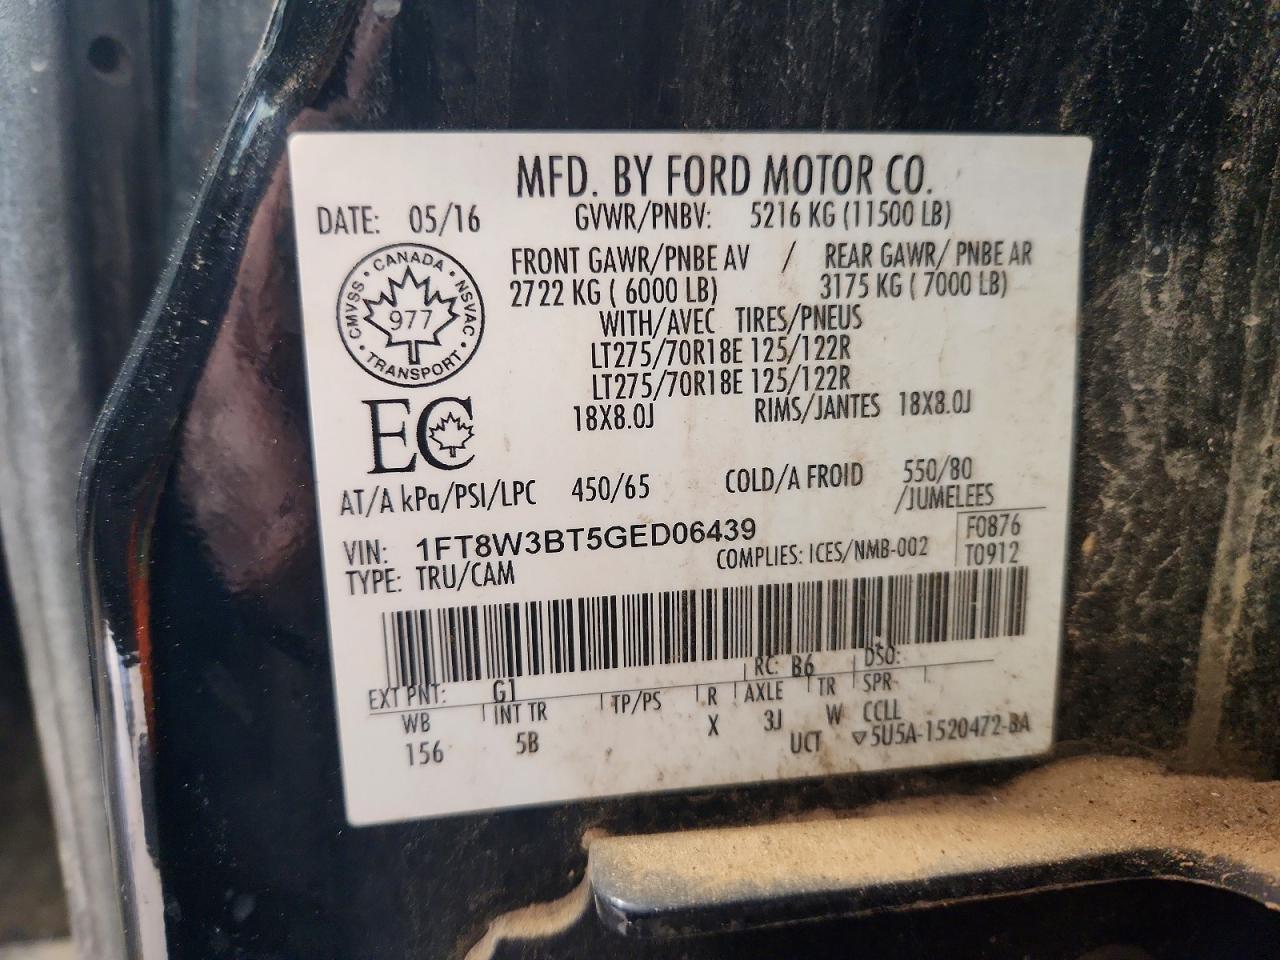 MFD. BY FORD MOTOR CO.
DATE: 05/16 GVWR/PNBV: 5216 KG (11500 LB)
FRONT GAWR/PNBE AV / REAR GAWR/ PNBE AR
2722 KG ( 6000 LB) 3175 KG ( 7000 LB)
WITH/AVEC TIRES/PNEUS
LT275/70R18E 125/122R
LT275/70R18E 125/122R
18X8.0J RIMS/JANTES 18X8.0J
CANADA
CMVSS 977 NSVAC
TRANSPORT
EC
AT/A kPa/PSI/LPC 450/65 COLD/A FROID 550/80
/JUMELEES
VIN: 1FT8W3BT5GED06439 F0876
TYPE: TRU/CAM COMPLIES: ICES/NMB-002 T0912
EXT PNT: G1 RC: B6 DSO:
WB INT TR TP/PS R AXLE TR SPR
156 5B X 3J W CCLL
UCT ▽5U5A-1520472-BA